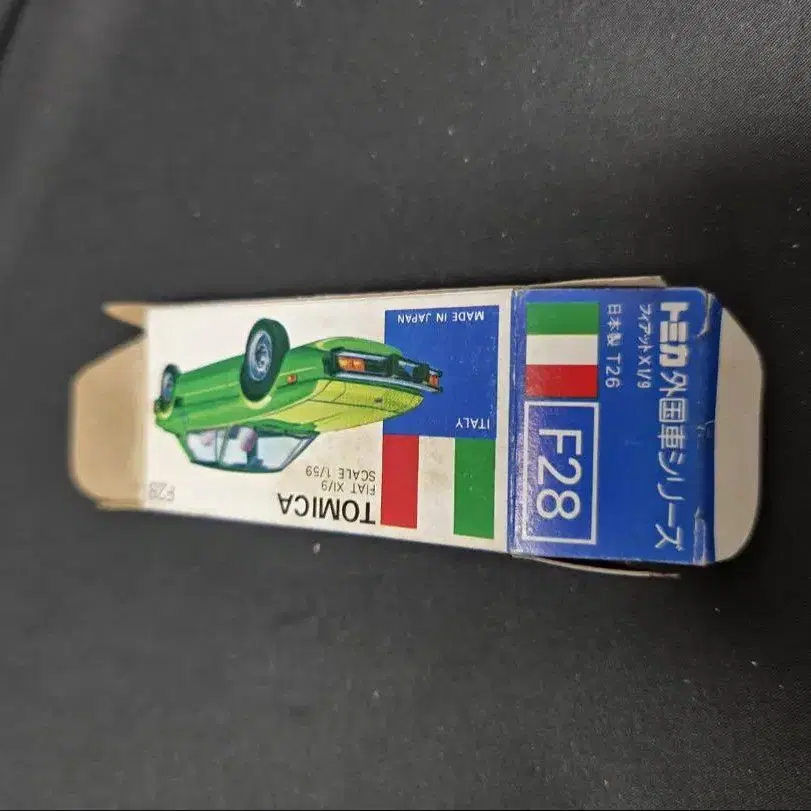 トミカ外国車シリーズ
フィアットX1/9
日本製 T26
F28
MADE IN JAPAN
ITALY
TOMICA
FIAT X1/9
SCALE 1/59
F28